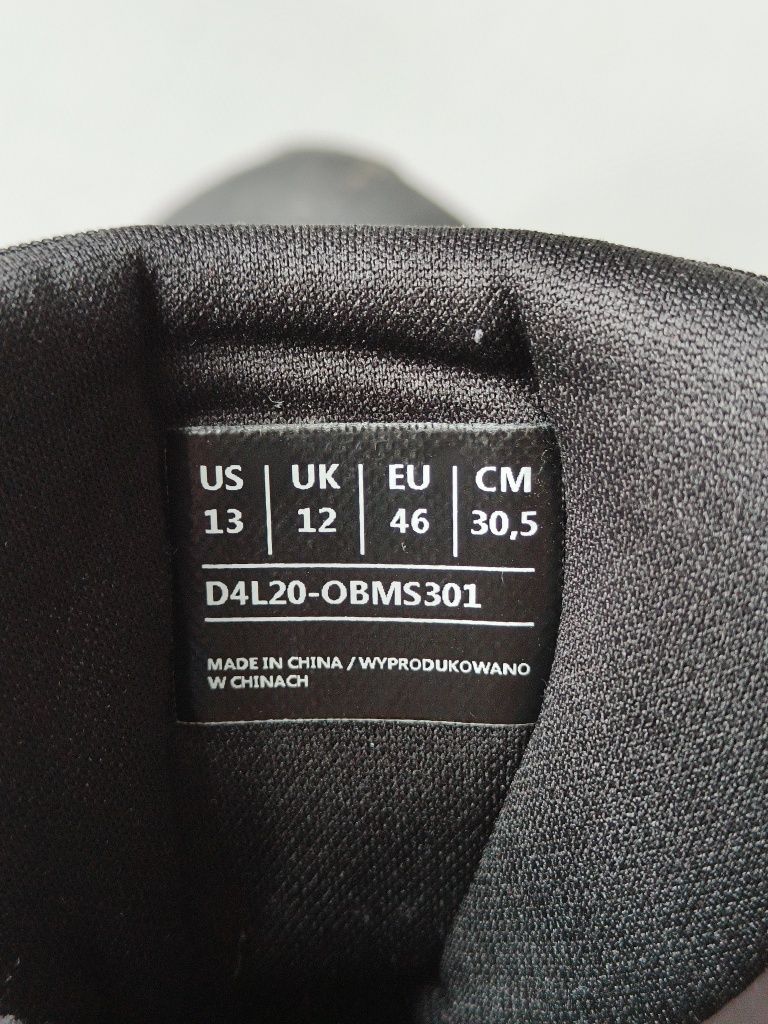 US | UK | EU | CM
13 | 12 | 46 | 30,5
D4L20-OBMS301
MADE IN CHINA / WYPRODUKOWANO
W CHINACH